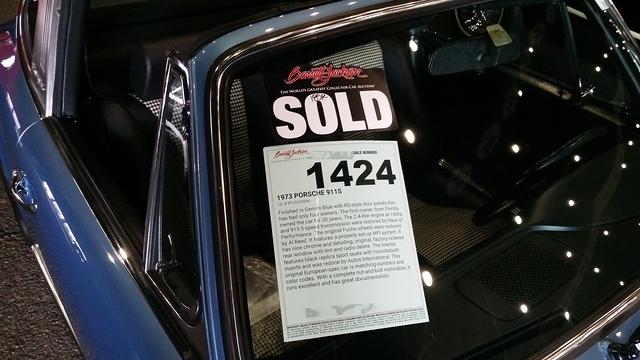 Barrett-Jackson
THE WORLD'S GREATEST COLLECTOR CAR AUCTIONS
SOLD
Barrett-Jackson
SALE NUMBER
1424
1973 PORSCHE 911S
Finished in Gemini Blue with RS-style door panels this
has had only four owners. The first owner, from Florida,
owned the car for 30 years. The 2.4-liter engine at 190hp
and 915 5-speed transmission were restored by Haus of
Performance. The original Fuchs wheels were restored
by Al Reed. It features a properly set-up MFI system. It
has nice chrome and detailing, original, factory-ordered
rear window with tint and radio delete. The interior
features black replica sport seats with houndstooth
inserts and was redone by Autos International. This
original European-spec car is matching numbers and
color codes. With a complete nut-and-bolt restoration, it
runs excellent and has great documentation.